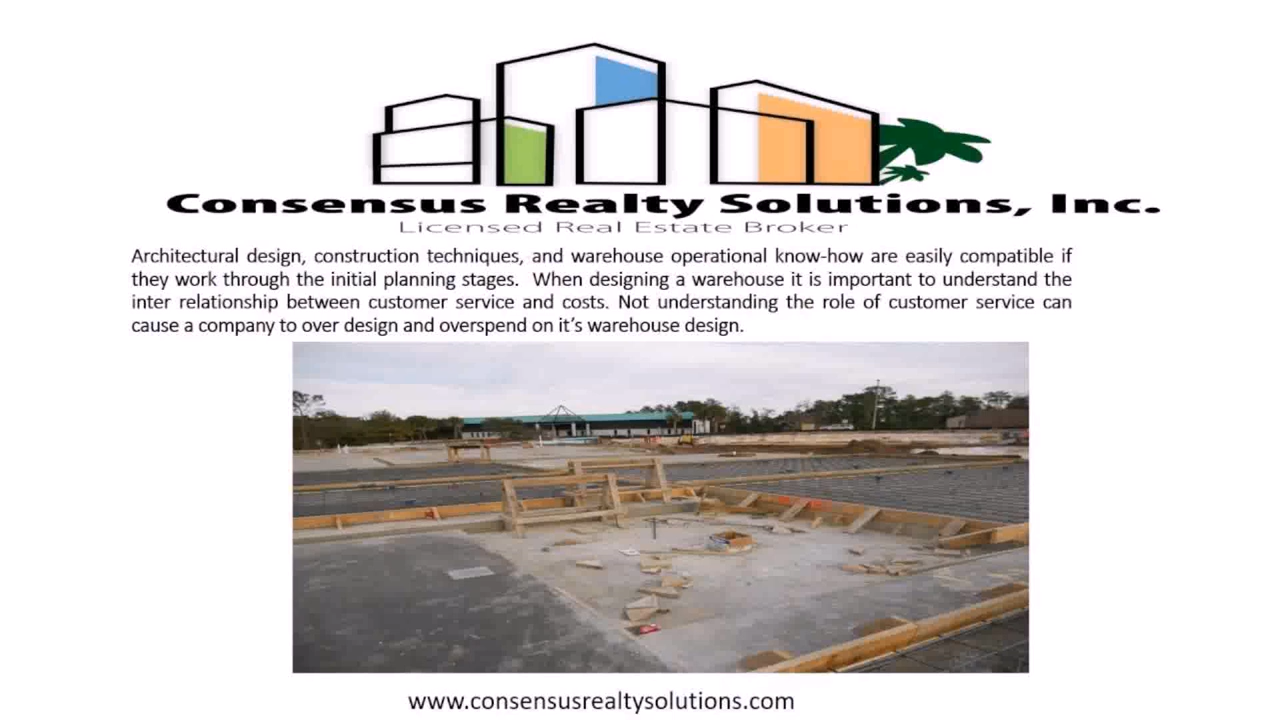 Consensus Realty Solutions, Inc.
Licensed Real Estate Broker
Architectural design, construction techniques, and warehouse operational know-how are easily compatible if
they work through the initial planning stages.  When designing a warehouse it is important to understand the
inter relationship between customer service and costs. Not understanding the role of customer service can
cause a company to over design and overspend on it’s warehouse design.
www.consensusrealtysolutions.com